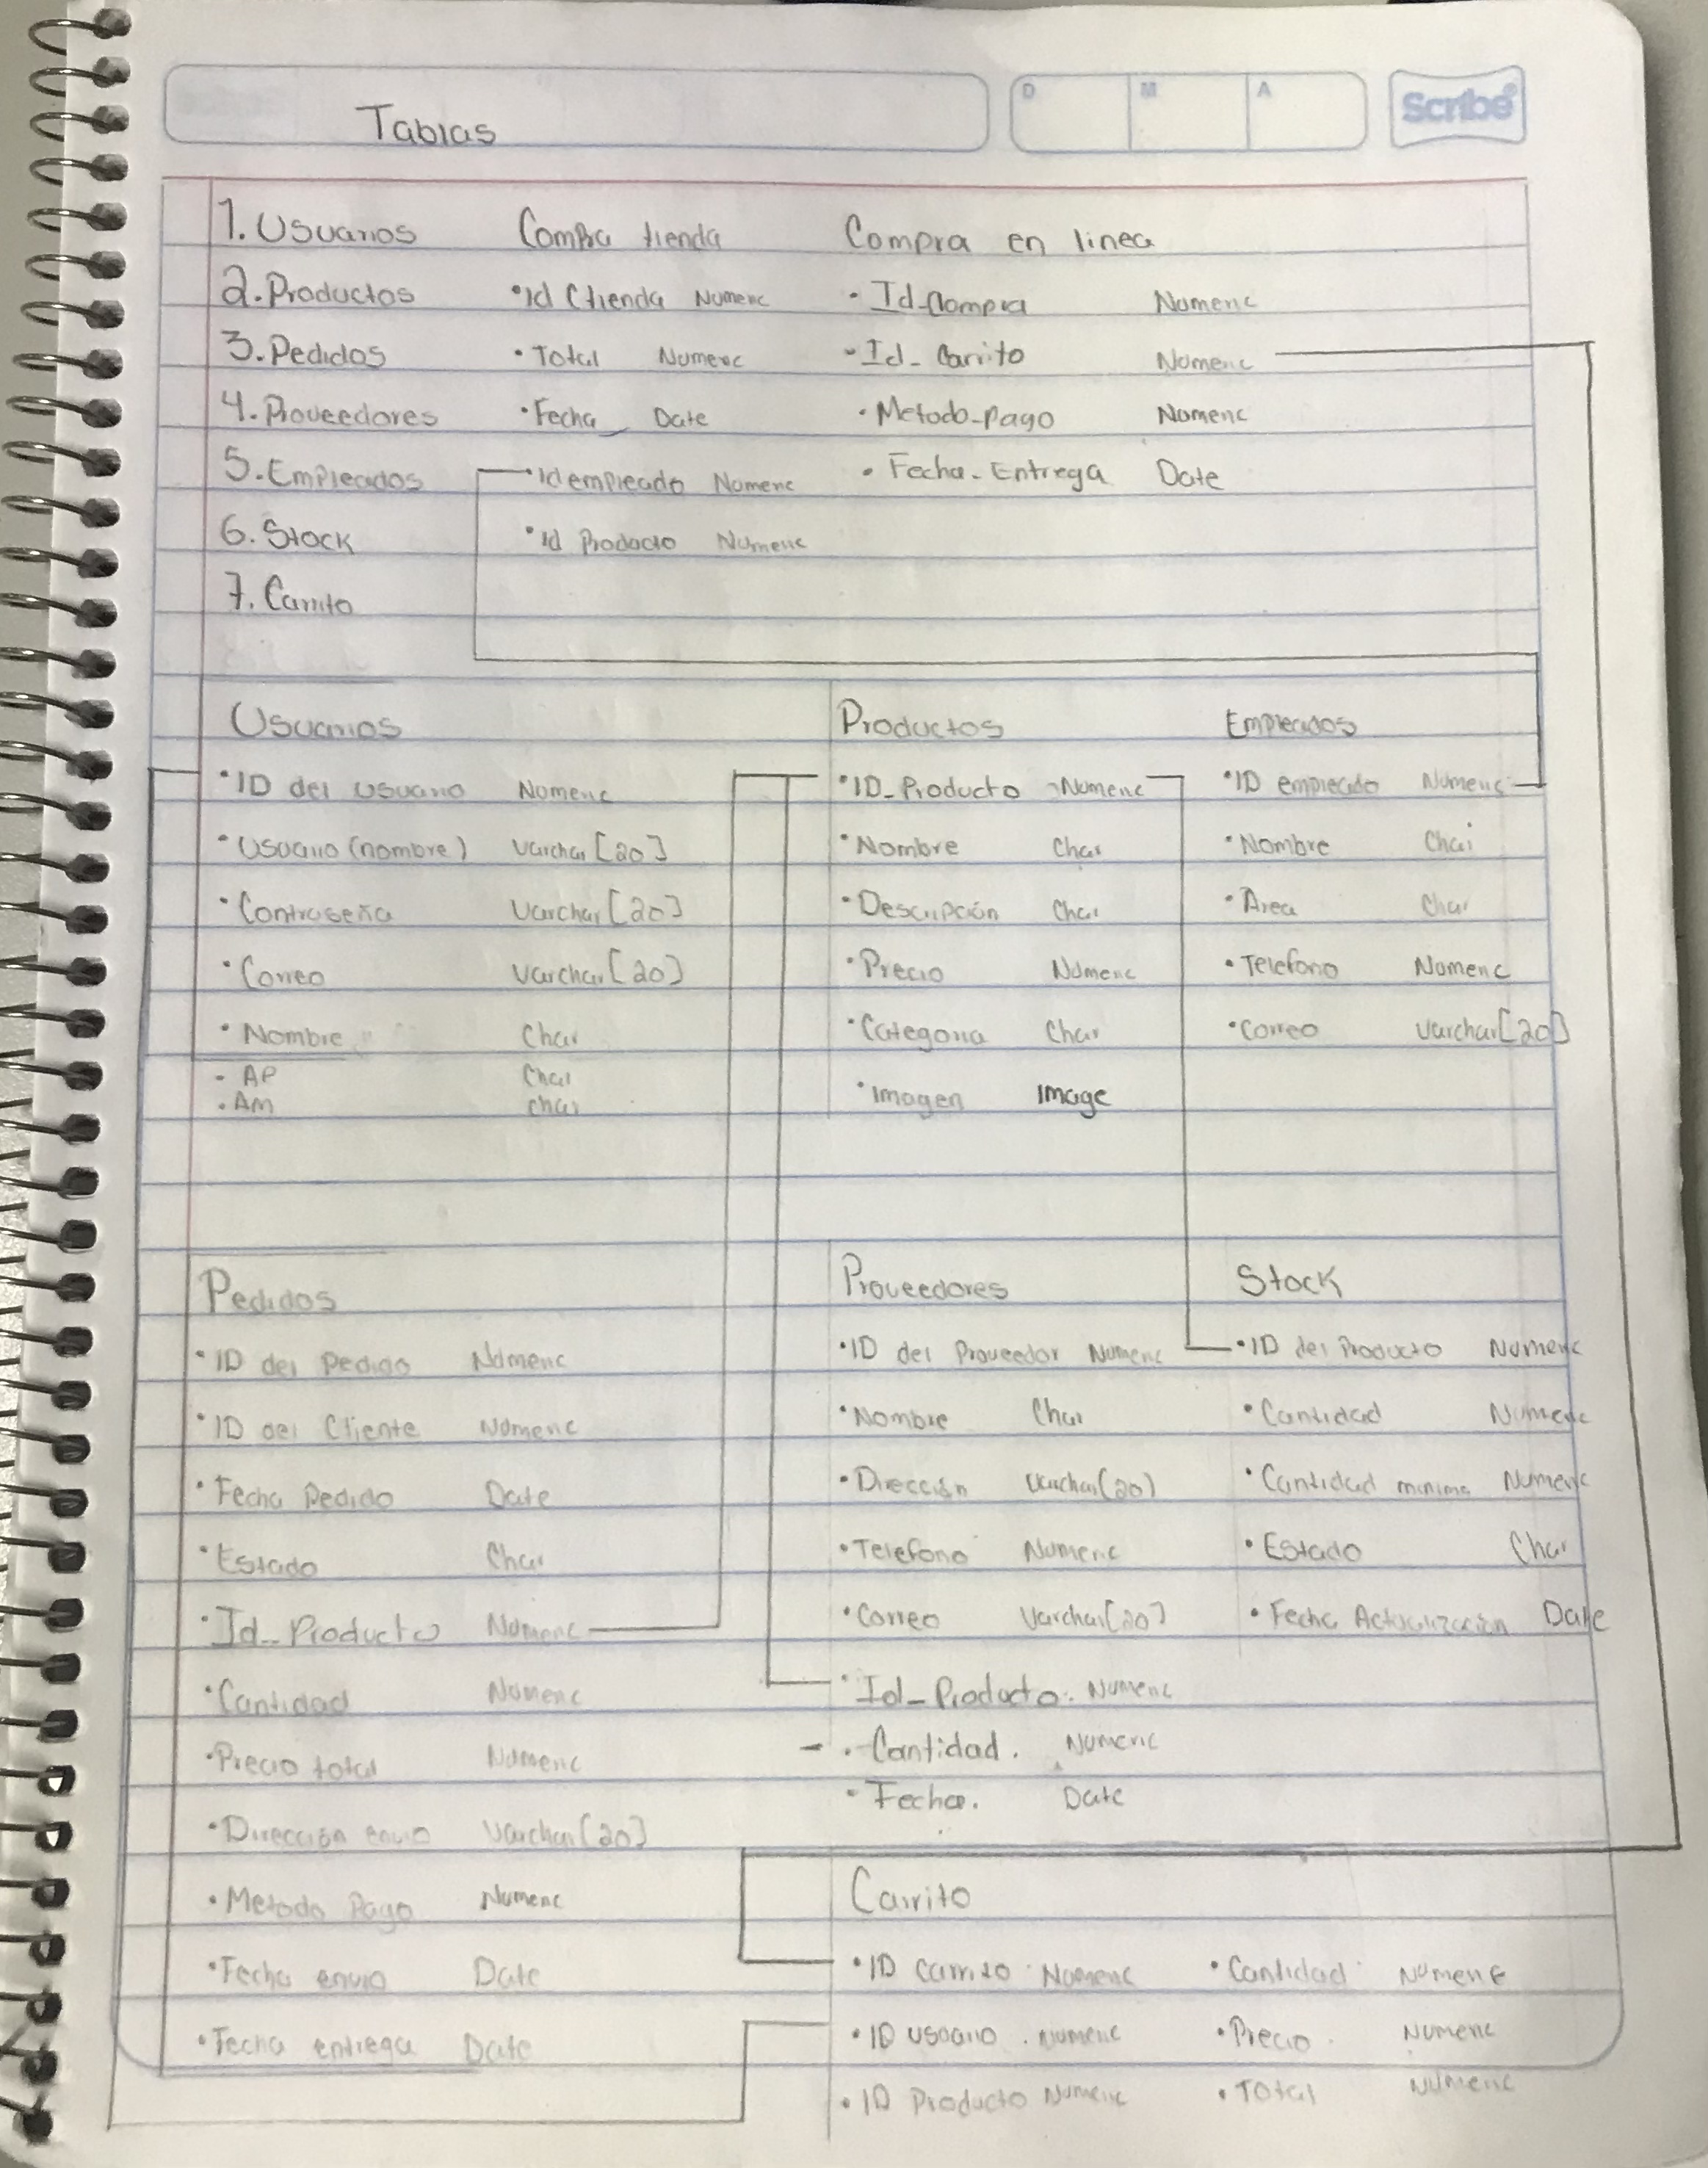 Tablas
D M A
Scribe
1. Usuarios
2. Productos
3. Pedidos
4. Proveedores
5. Empleados
6. Stock
7. Carrito
Compra tienda
• Id Ctienda Numeric
• Total Numeric
• Fecha Date
• Id empleado Numeric
• Id Producto Numeric
Compra en linea
• Id_Compra Numeric
• Id_Carrito Numeric
• Metodo_pago Numeric
• Fecha_Entrega Date
Usuarios
• ID del usuario Numeric
• Usuario (nombre) Varchar [20]
• Contraseña Varchar [20]
• Correo Varchar [20]
• Nombre Char
• AP Char
• AM Char
Productos
• ID_Producto Numeric
• Nombre Char
• Descripción Char
• Precio Numeric
• Categoria Char
• Imagen Image
Empleados
• ID empleado Numeric
• Nombre Char
• Area Char
• Telefono Numeric
• Correo Varchar [20]
Pedidos
• ID del Pedido Numeric
• ID del Cliente Numeric
• Fecha Pedido Date
• Estado Char
• Id_Producto Numeric
• Cantidad Numeric
• Precio total Numeric
• Dirección envio Varchar [20]
• Metodo Pago Numeric
• Fecha envio Date
• Fecha entrega Date
Proveedores
• ID del Proveedor Numeric
• Nombre Char
• Dirección Varchar (20)
• Telefono Numeric
• Correo Varchar [20]
• Id_Producto. Numeric
- • Cantidad. Numeric
• Fecha. Date
Stock
• ID del Producto Numeric
• Cantidad Numeric
• Cantidad minima Numeric
• Estado Char
• Fecha Actualización Date
Carrito
• ID Carrito Numeric
• ID usuario. Numeric
• ID Producto Numeric
• Cantidad Numeric
• Precio. Numeric
• Total Numeric